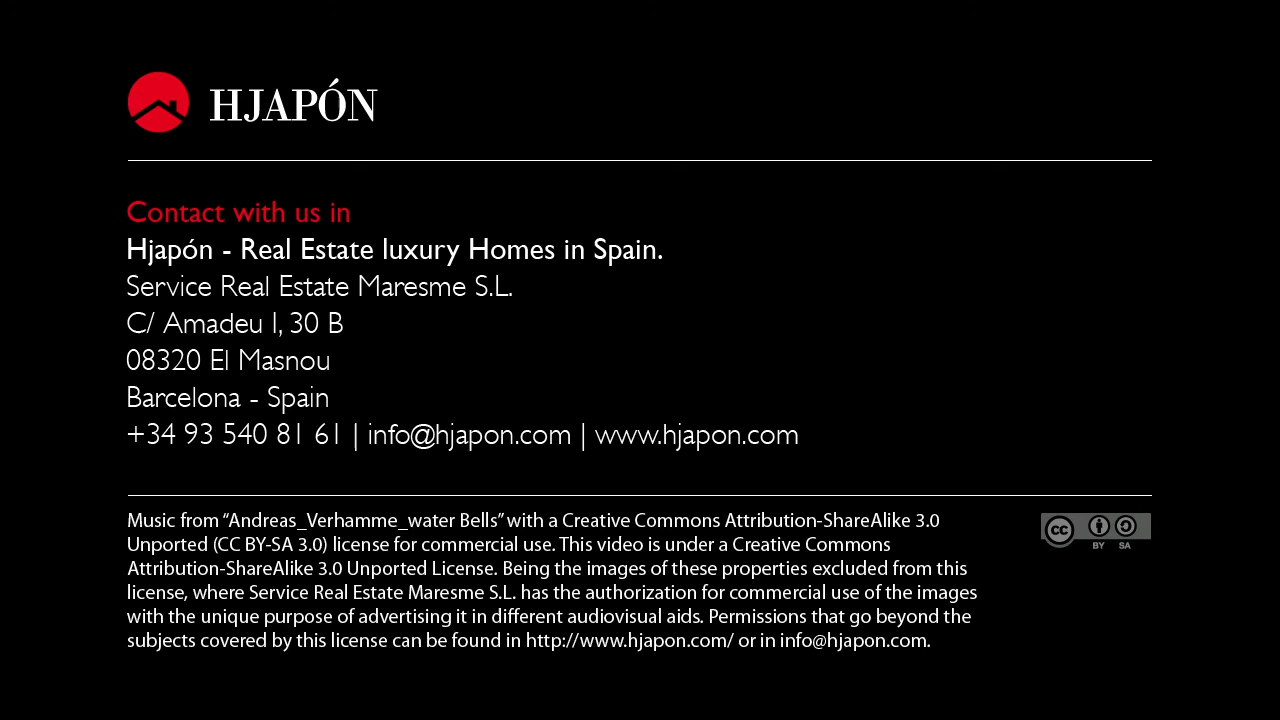 HJAPÓN
Contact with us in
Hjapón - Real Estate luxury Homes in Spain.
Service Real Estate Maresme S.L.
C/ Amadeu I, 30 B
08320 El Masnou
Barcelona - Spain
+34 93 540 81 61 | info@hjapon.com | www.hjapon.com
Music from “Andreas_Verhamme_water Bells” with a Creative Commons Attribution-ShareAlike 3.0
Unported (CC BY-SA 3.0) license for commercial use. This video is under a Creative Commons
Attribution-ShareAlike 3.0 Unported License. Being the images of these properties excluded from this
license, where Service Real Estate Maresme S.L. has the authorization for commercial use of the images
with the unique purpose of advertising it in different audiovisual aids. Permissions that go beyond the
subjects covered by this license can be found in http://www.hjapon.com/ or in info@hjapon.com.
cc
BY SA